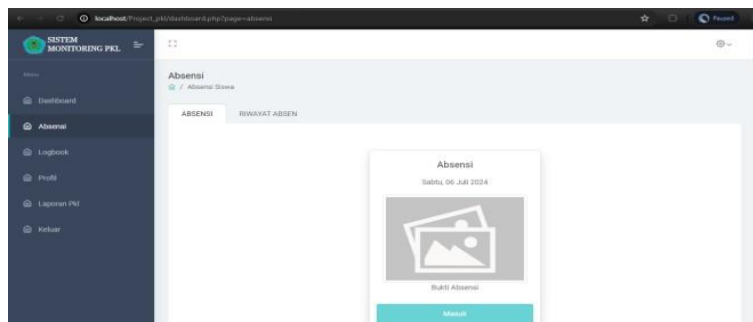 localhost/Project_pkl/dashboard.php?page=absensi
Paused
SISTEM
MONITORING PKL
Menu
Dashboard
Absensi
Logbook
Profil
Laporan Pkl
Keluar
Absensi
/ Absensi Siswa
ABSENSI
RIWAYAT ABSEN
Absensi
Sabtu, 06 Juli 2024
Bukti Absensi
Masuk